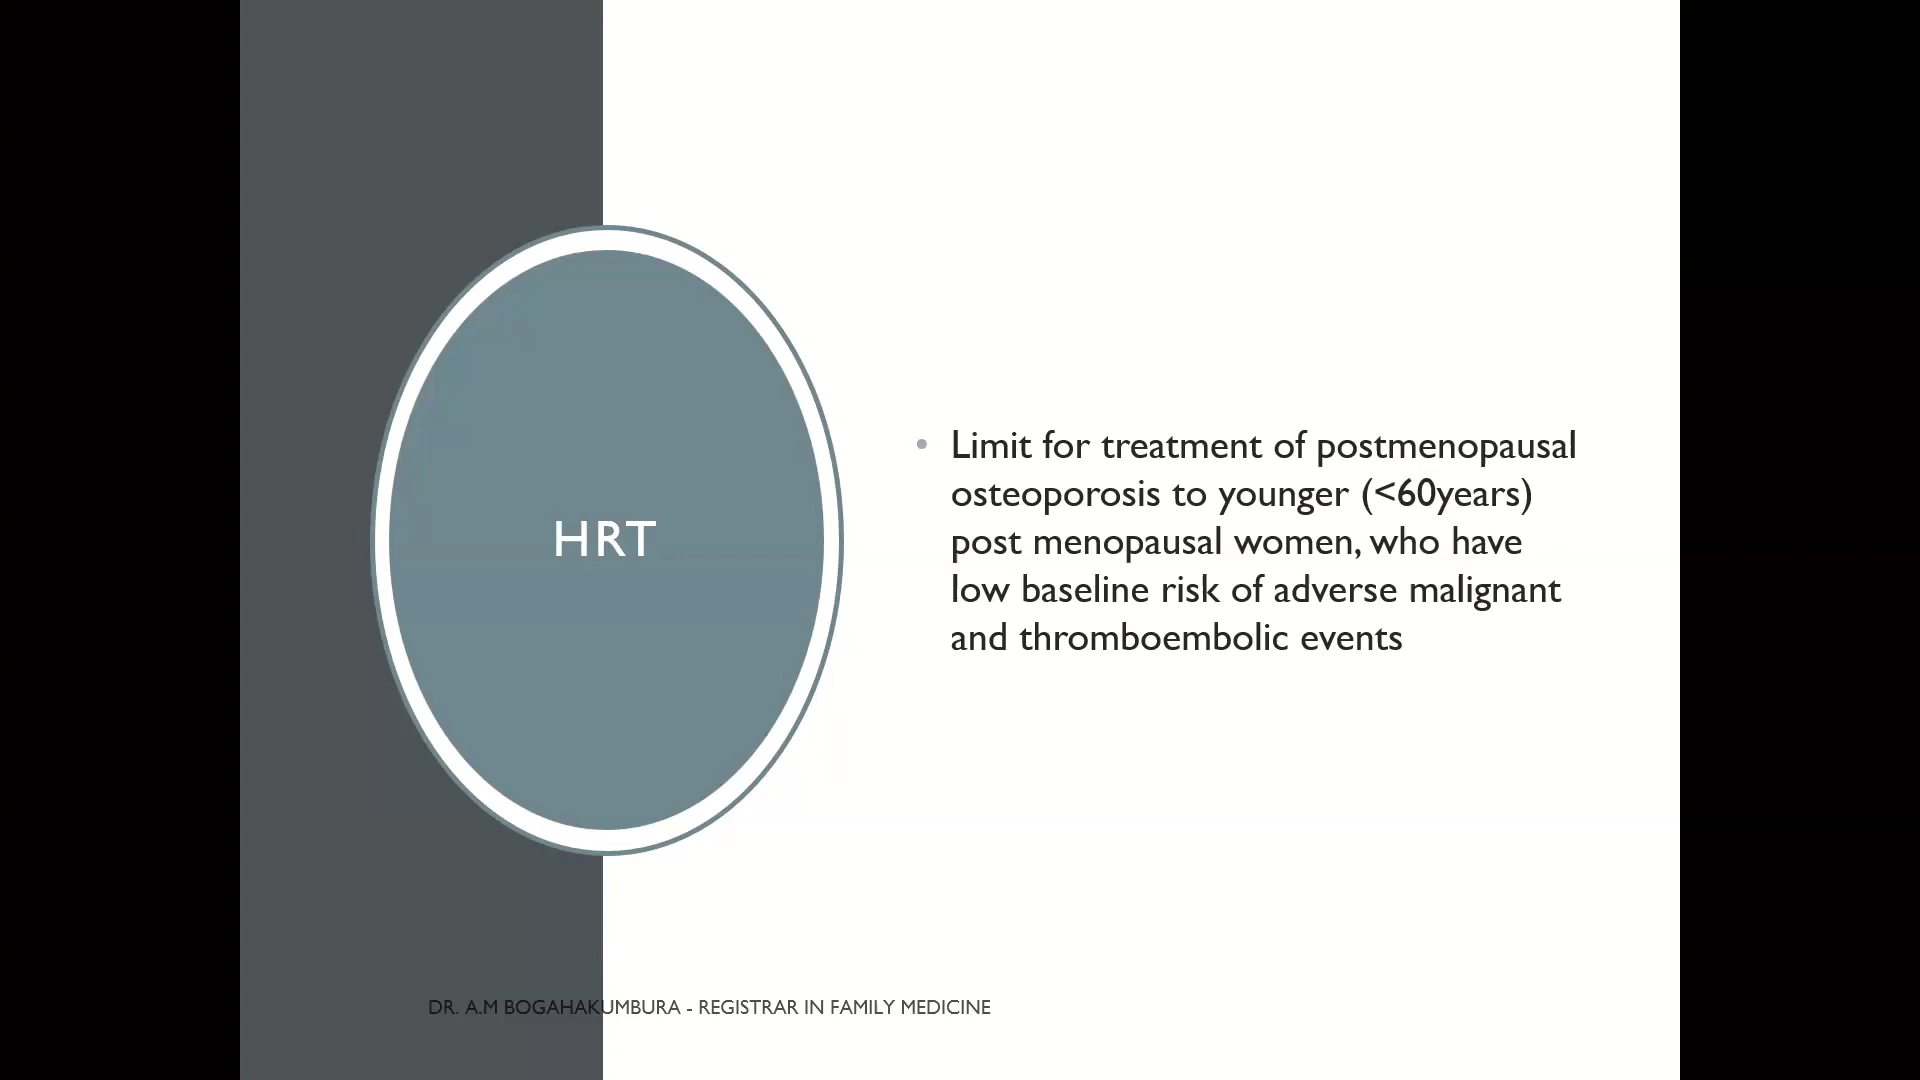 HRT
• Limit for treatment of postmenopausal
osteoporosis to younger (<60years)
post menopausal women, who have
low baseline risk of adverse malignant
and thromboembolic events
DR. A.M BOGAHAKUMBURA - REGISTRAR IN FAMILY MEDICINE